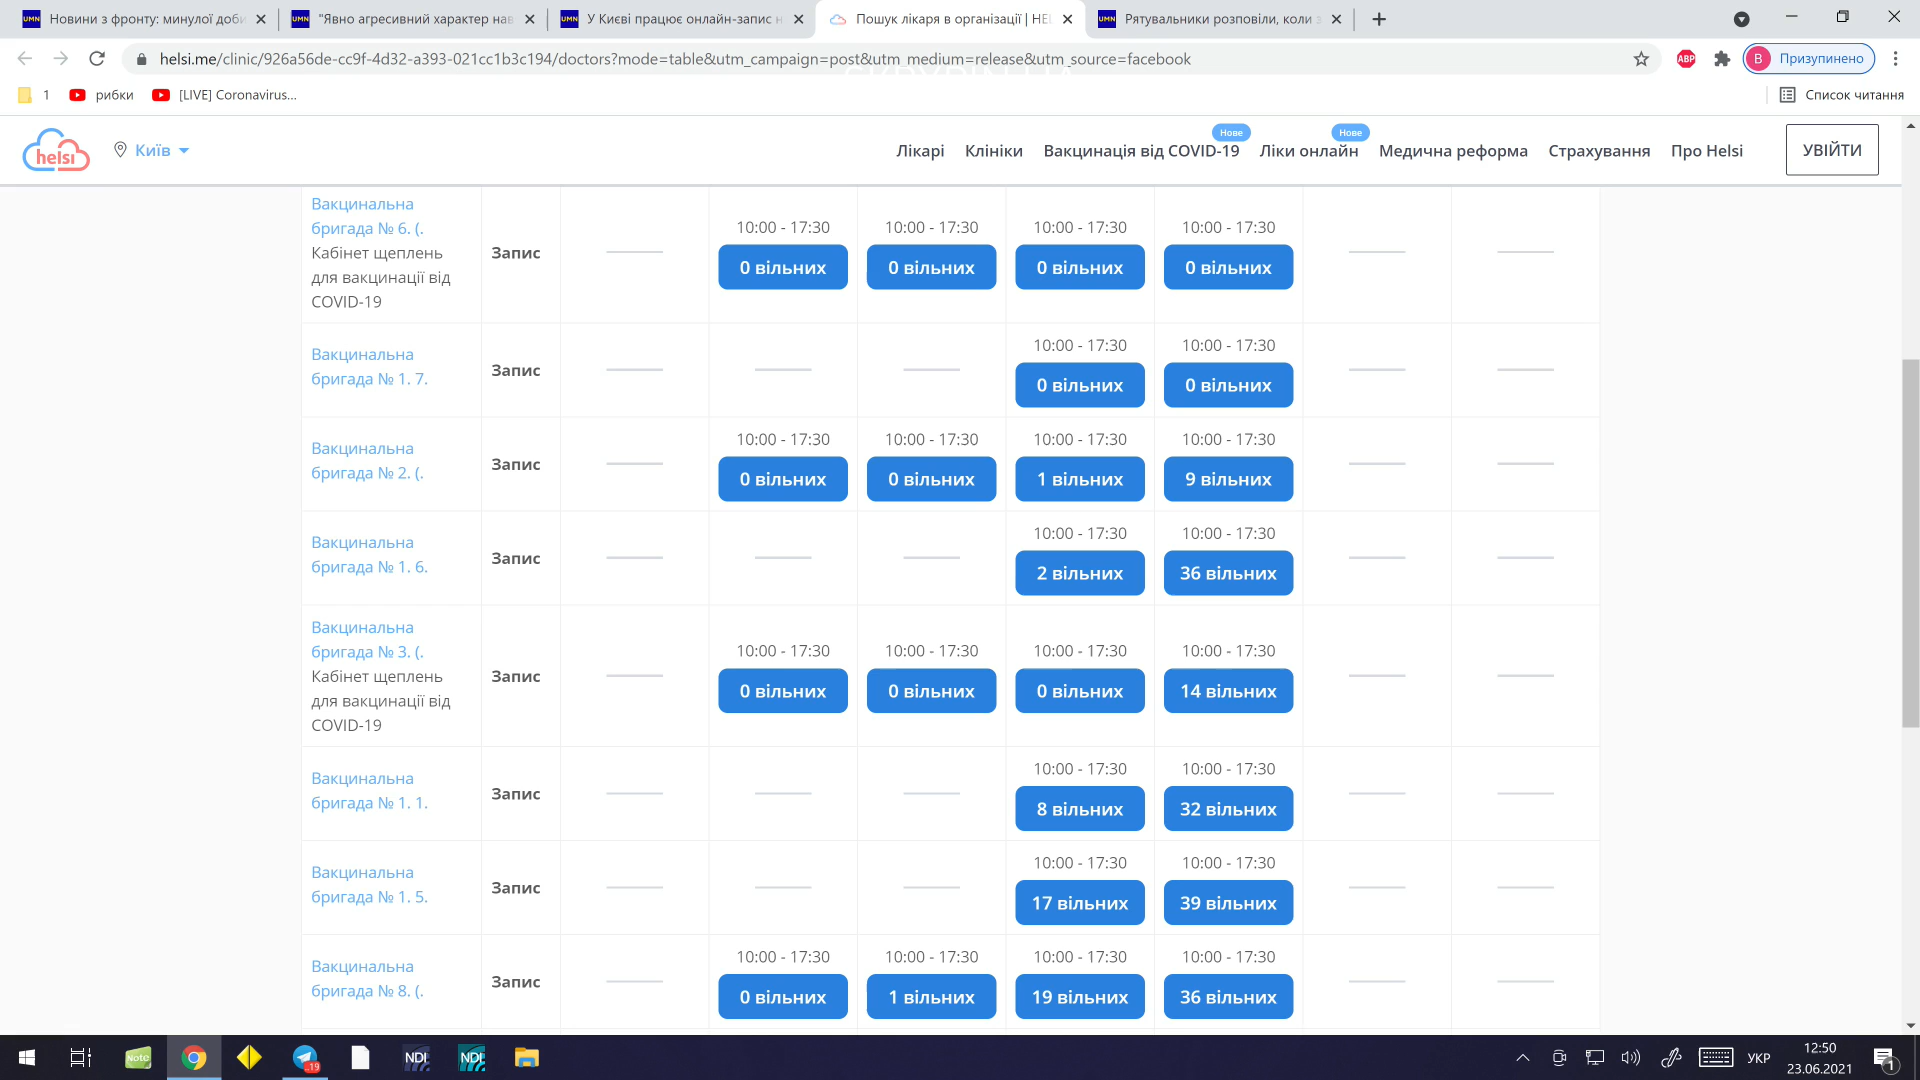 Новини з фронту: минулої доби
"Явно агресивний характер нав
У Києві працює онлайн-запис н
Пошук лікаря в організації | HEL
Рятувальники розповіли, коли з
helsi.me/clinic/926a56de-cc9f-4d32-a393-021cc1b3c194/doctors?mode=table&utm_campaign=post&utm_medium=release&utm_source=facebook
ABP
В
Призупинено
1
рибки
[LIVE] Coronavirus...
Список читання
helsi
Київ
Лікарі
Клініки
Вакцинація від COVID-19
Нове
Ліки онлайн
Нове
Медична реформа
Страхування
Про Helsi
УВІЙТИ
Вакцинальна
бригада № 6. (.
Кабінет щеплень
для вакцинації від
COVID-19
Запис
10:00 - 17:30 10:00 - 17:30 10:00 - 17:30 10:00 - 17:30
0 вільних 0 вільних 0 вільних 0 вільних
Вакцинальна
бригада № 1. 7.
Запис
10:00 - 17:30 10:00 - 17:30
0 вільних 0 вільних
Вакцинальна
бригада № 2. (.
Запис
10:00 - 17:30 10:00 - 17:30 10:00 - 17:30 10:00 - 17:30
0 вільних 0 вільних 1 вільних 9 вільних
Вакцинальна
бригада № 1. 6.
Запис
10:00 - 17:30 10:00 - 17:30
2 вільних 36 вільних
Вакцинальна
бригада № 3. (.
Кабінет щеплень
для вакцинації від
COVID-19
Запис
10:00 - 17:30 10:00 - 17:30 10:00 - 17:30 10:00 - 17:30
0 вільних 0 вільних 0 вільних 14 вільних
Вакцинальна
бригада № 1. 1.
Запис
10:00 - 17:30 10:00 - 17:30
8 вільних 32 вільних
Вакцинальна
бригада № 1. 5.
Запис
10:00 - 17:30 10:00 - 17:30
17 вільних 39 вільних
Вакцинальна
бригада № 8. (.
Запис
10:00 - 17:30 10:00 - 17:30 10:00 - 17:30 10:00 - 17:30
0 вільних 1 вільних 19 вільних 36 вільних
Note
19
NDI
NDI
УКР
12:50
23.06.2021
1